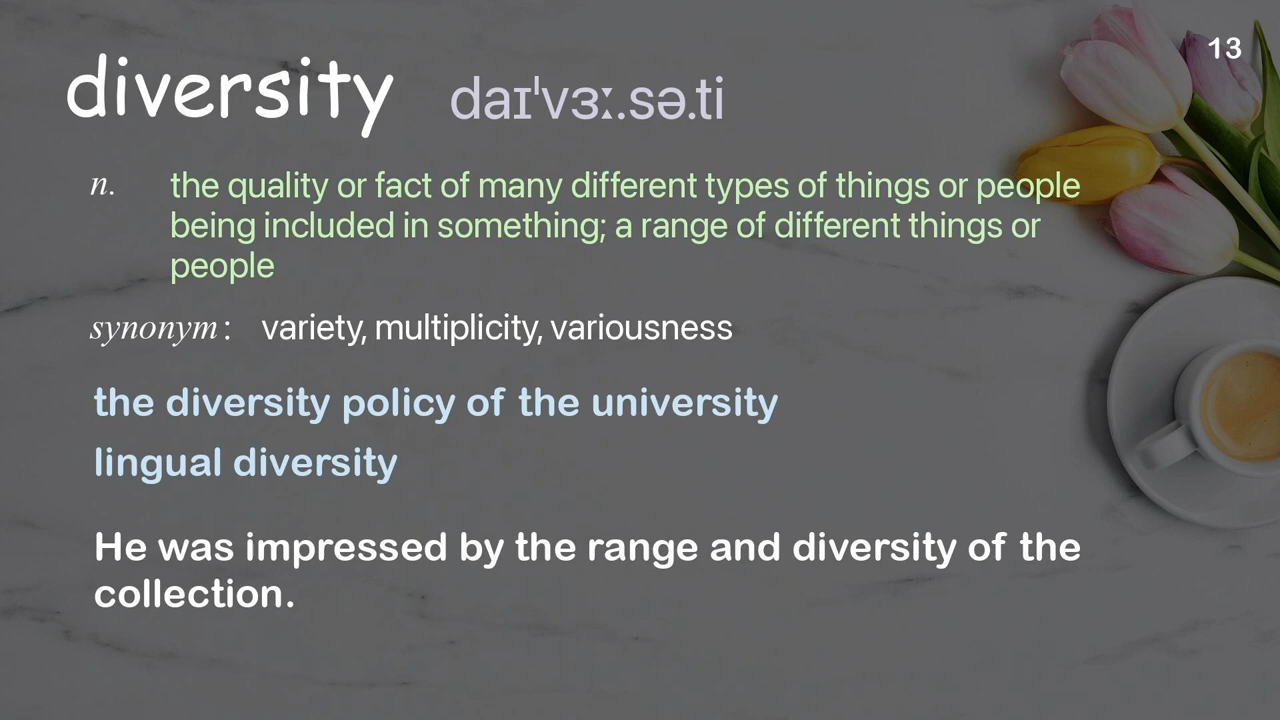 13
diversity daɪˈvɜː.sə.ti
n. the quality or fact of many different types of things or people
being included in something; a range of different things or
people
synonym: variety, multiplicity, variousness
the diversity policy of the university
lingual diversity
He was impressed by the range and diversity of the
collection.